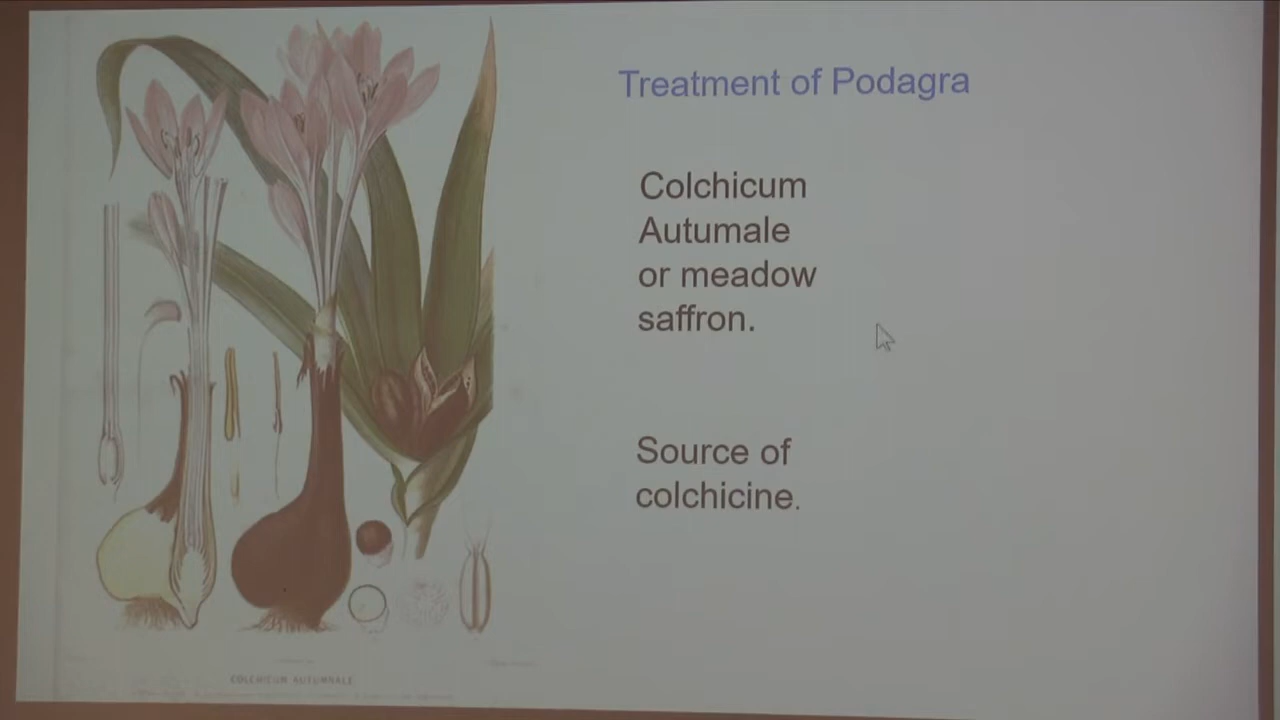 Treatment of Podagra
Colchicum
Autumale
or meadow
saffron.
Source of
colchicine.
COLCHICUM AUTUMNALE